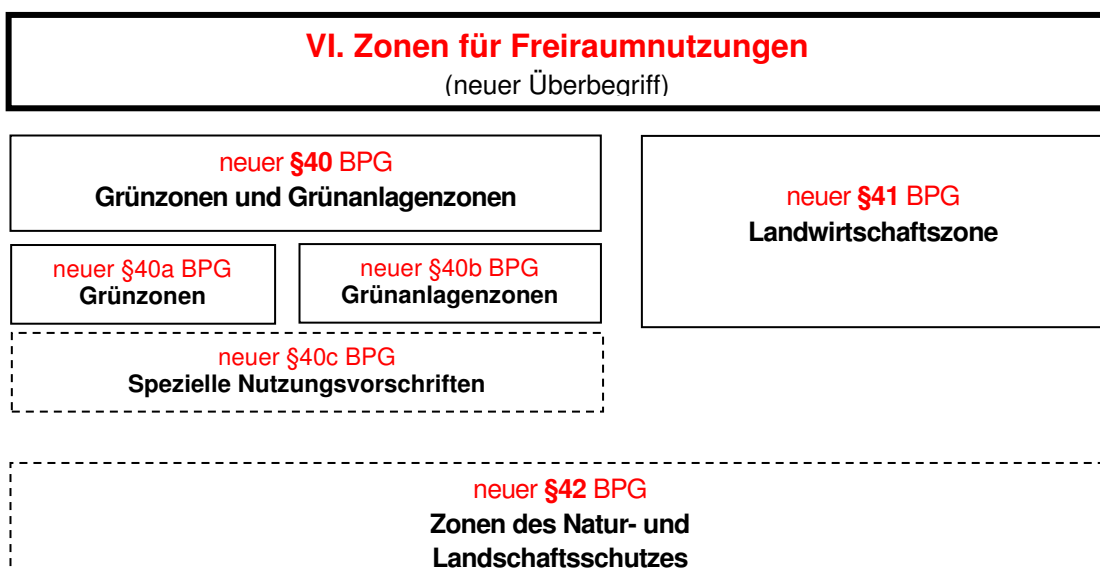 VI. Zonen für Freiraumnutzungen
(neuer Überbegriff)
neuer §40 BPG
Grünzonen und Grünanlagenzonen
neuer §41 BPG
Landwirtschaftszone
neuer §40a BPG
Grünzonen
neuer §40b BPG
Grünanlagenzonen
neuer §40c BPG
Spezielle Nutzungsvorschriften
neuer §42 BPG
Zonen des Natur- und
Landschaftsschutzes